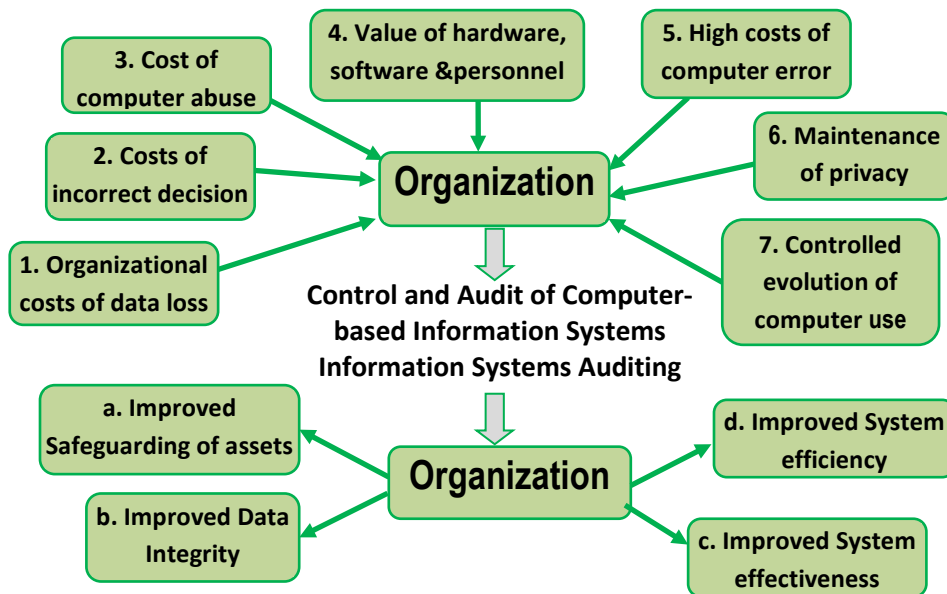 3. Cost of
computer abuse
4. Value of hardware,
software &personnel
5. High costs of
computer error
2. Costs of
incorrect decision
Organization
6. Maintenance
of privacy
1. Organizational
costs of data loss
7. Controlled
evolution of
computer use
Control and Audit of Computer-
based Information Systems
Information Systems Auditing
a. Improved
Safeguarding of assets
Organization
d. Improved System
efficiency
b. Improved Data
Integrity
c. Improved System
effectiveness